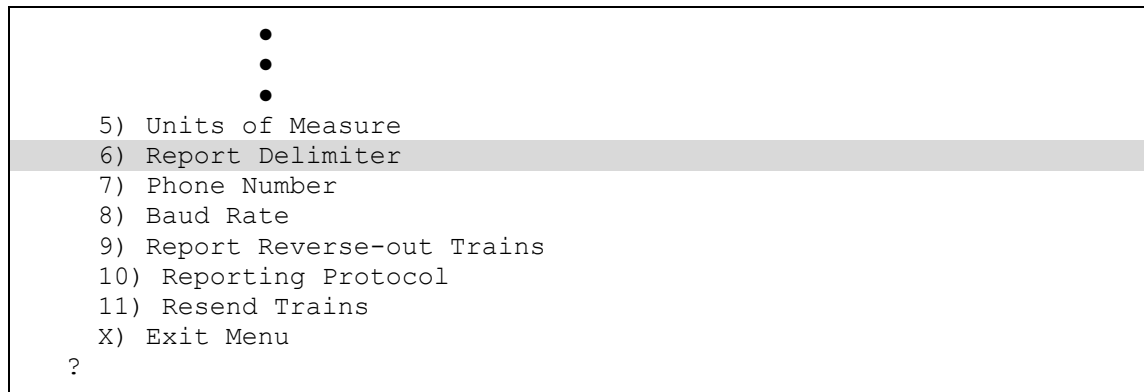 •
•
•
5) Units of Measure
6) Report Delimiter
7) Phone Number
8) Baud Rate
9) Report Reverse-out Trains
10) Reporting Protocol
11) Resend Trains
X) Exit Menu
?